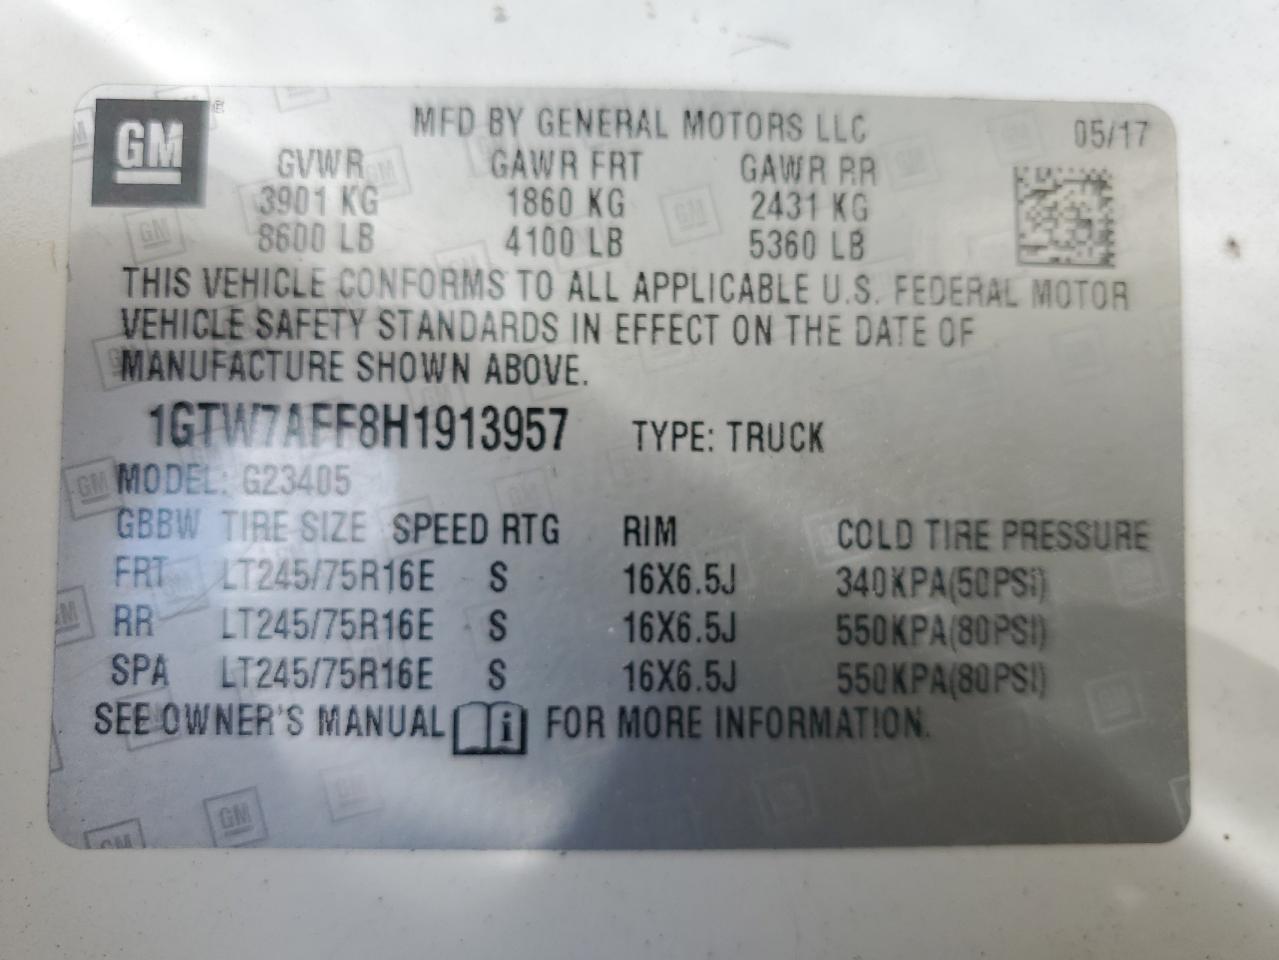 GM
MFD BY GENERAL MOTORS LLC 05/17
GVWR GAWR FRT GAWR RR
3901 KG 1860 KG 2431 KG
8600 LB 4100 LB 5360 LB
THIS VEHICLE CONFORMS TO ALL APPLICABLE U.S. FEDERAL MOTOR
VEHICLE SAFETY STANDARDS IN EFFECT ON THE DATE OF
MANUFACTURE SHOWN ABOVE.
1GTW7AFF8H1913957 TYPE: TRUCK
MODEL: G23405
GBBW TIRE SIZE SPEED RTG RIM COLD TIRE PRESSURE
FRT LT245/75R16E S 16X6.5J 340KPA(50PSI)
RR LT245/75R16E S 16X6.5J 550KPA(80PSI)
SPA LT245/75R16E S 16X6.5J 550KPA(80PSI)
SEE OWNER'S MANUAL i FOR MORE INFORMATION.